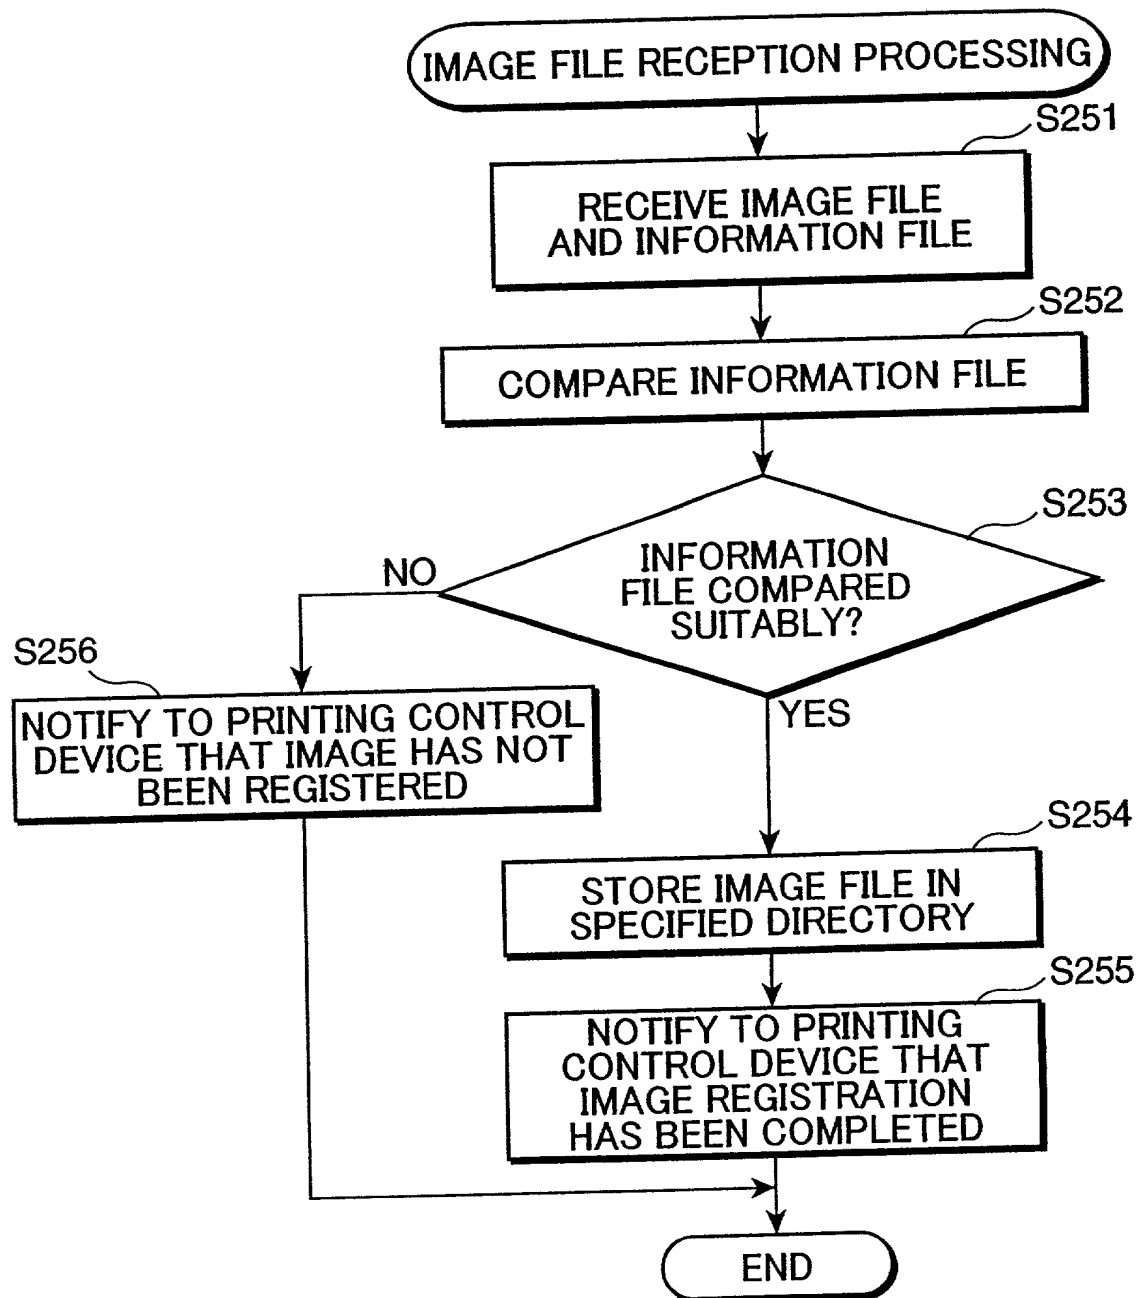 IMAGE FILE RECEPTION PROCESSING
S251
RECEIVE IMAGE FILE
AND INFORMATION FILE
S252
COMPARE INFORMATION FILE
S253
INFORMATION
FILE COMPARED
SUITABLY?
NO
YES
S256
NOTIFY TO PRINTING CONTROL
DEVICE THAT IMAGE HAS NOT
BEEN REGISTERED
S254
STORE IMAGE FILE IN
SPECIFIED DIRECTORY
S255
NOTIFY TO PRINTING
CONTROL DEVICE THAT
IMAGE REGISTRATION
HAS BEEN COMPLETED
END